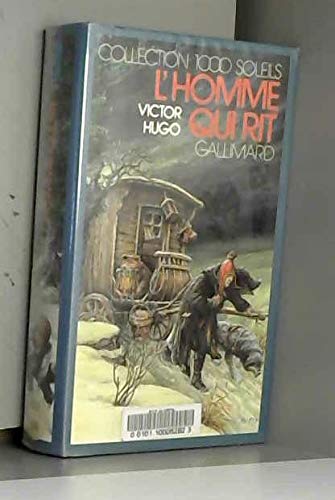 COLLECTION 1000 SOLEILS
L'HOMME
QUI RIT
VICTOR
HUGO
GALLIMARD